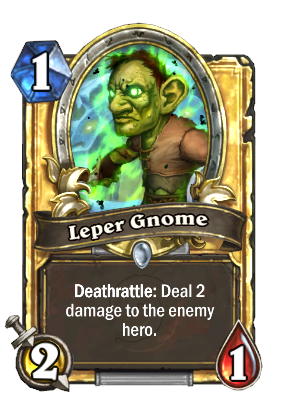 1
Leper Gnome
Deathrattle: Deal 2
damage to the enemy
hero.
2
1